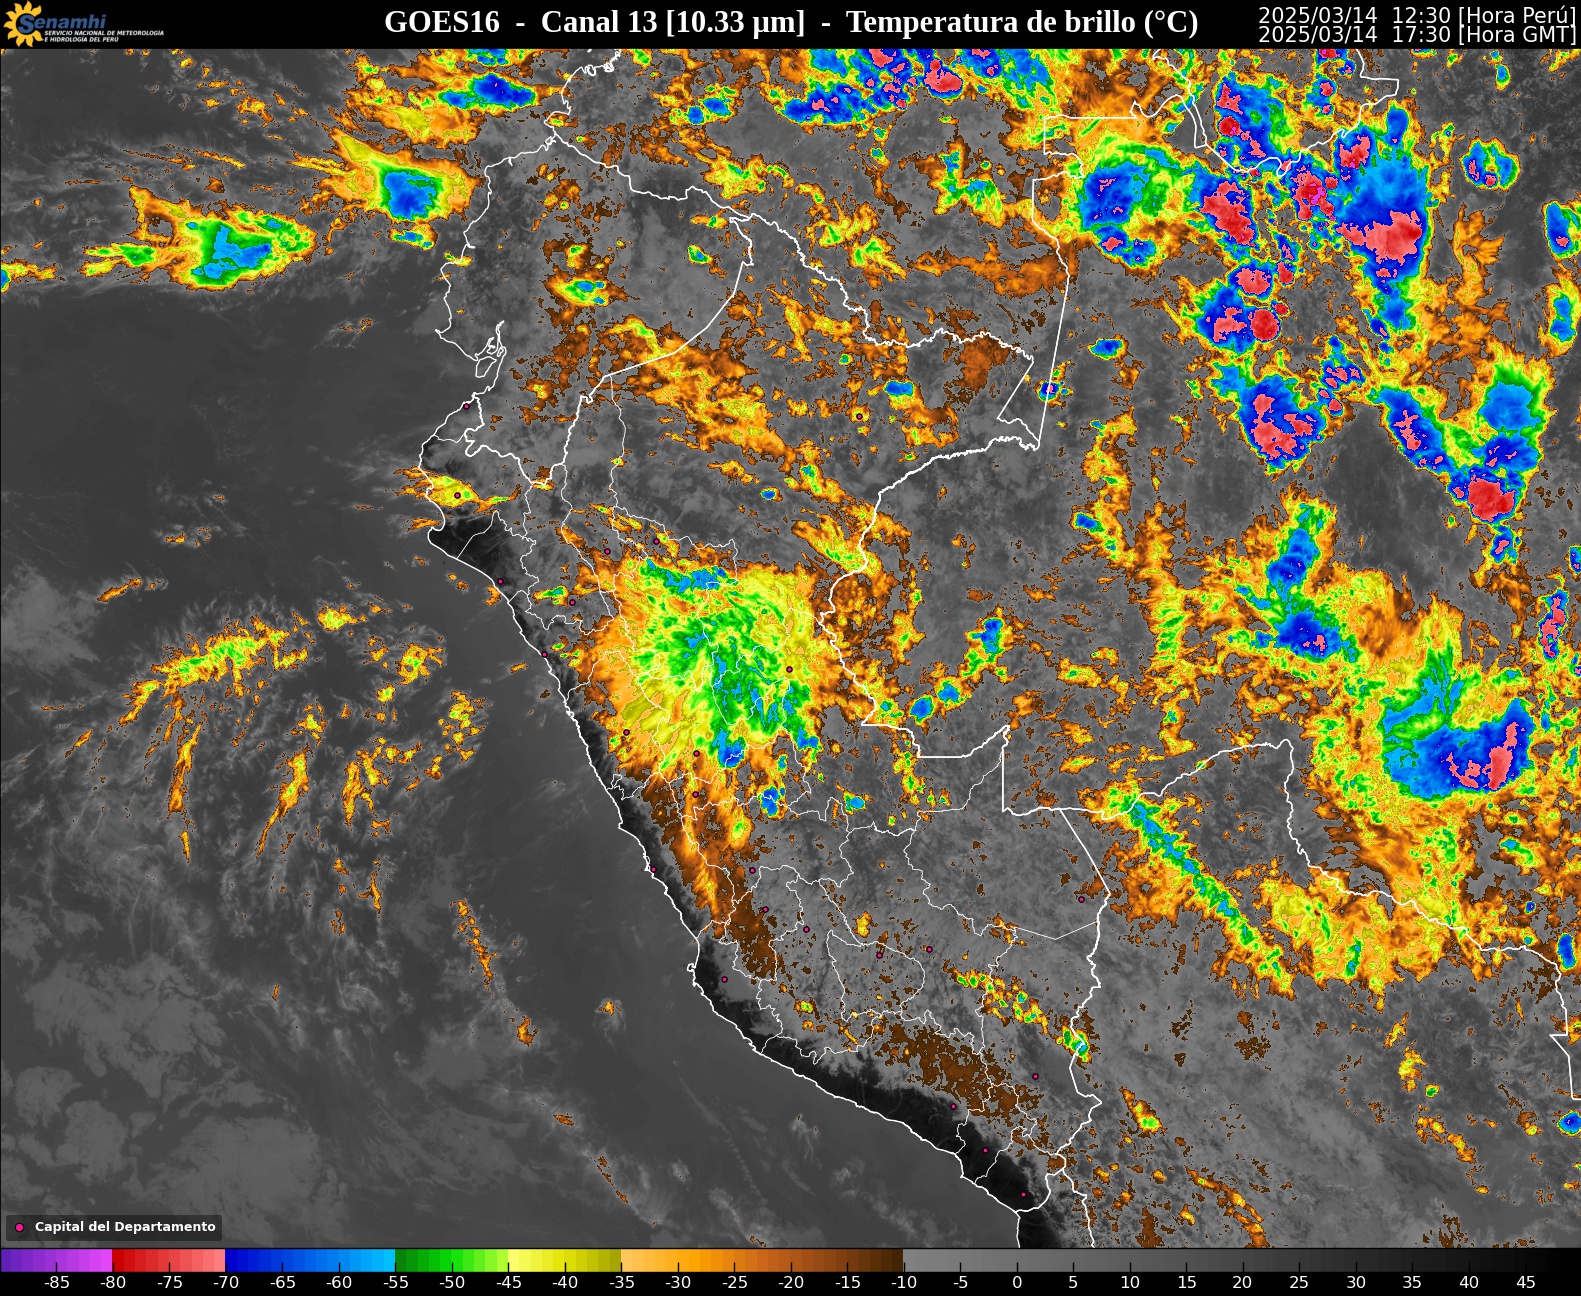 Senamhi
SERVICIO NACIONAL DE METEOROLOGÍA
E HIDROLOGÍA DEL PERÚ
GOES16 - Canal 13 [10.33 µm] - Temperatura de brillo (°C)
2025/03/14 12:30 [Hora Perú]
2025/03/14 17:30 [Hora GMT]
Capital del Departamento
-85 -80 -75 -70 -65 -60 -55 -50 -45 -40 -35 -30 -25 -20 -15 -10 -5 0 5 10 15 20 25 30 35 40 45